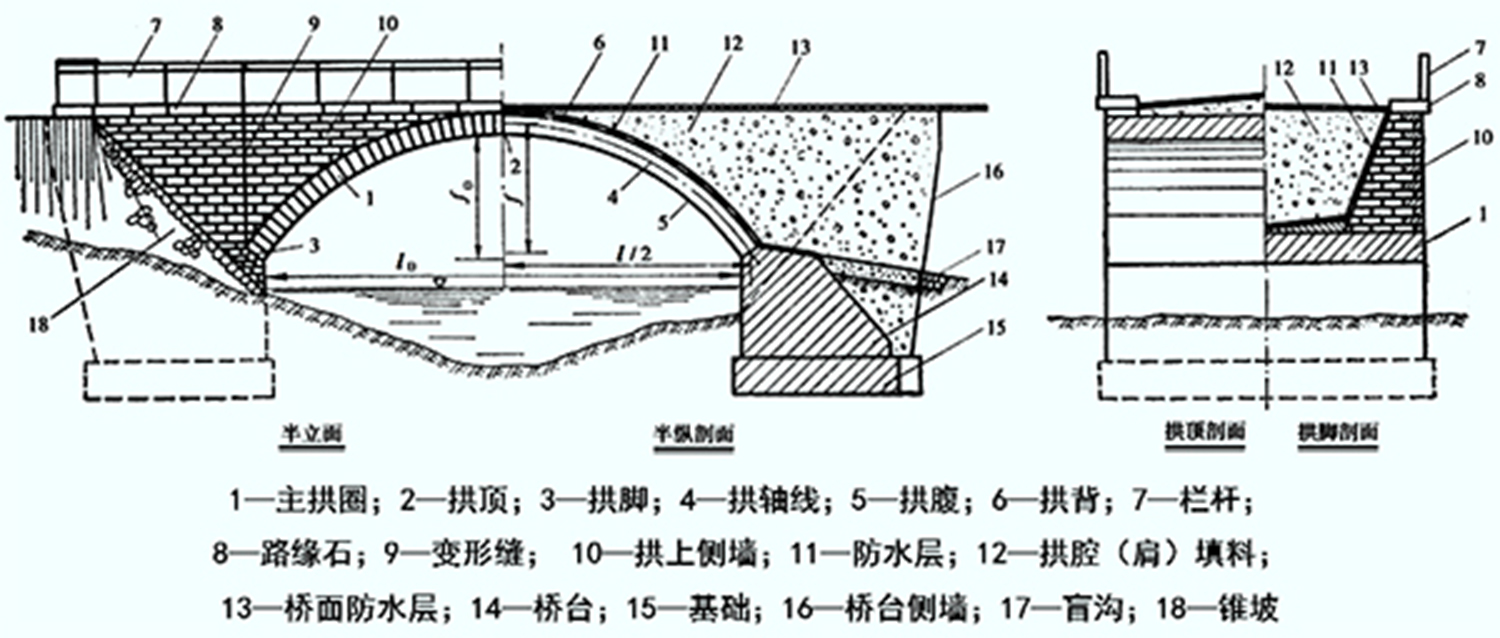 7 8 9 10 6 11 12 13
12 11 13 7
8
2
10
1
f₀ f 4
16
5
3
1
17
l₀ l/2
14
18
15
半立面 半纵剖面 拱顶剖面 拱脚剖面
1—主拱圈；2—拱顶；3—拱脚；4—拱轴线；5—拱腹；6—拱背；7—栏杆；
8—路缘石；9—变形缝； 10—拱上侧墙；11—防水层；12—拱腔（肩）填料；
13—桥面防水层；14—桥台；15—基础；16—桥台侧墙；17—盲沟；18—锥坡